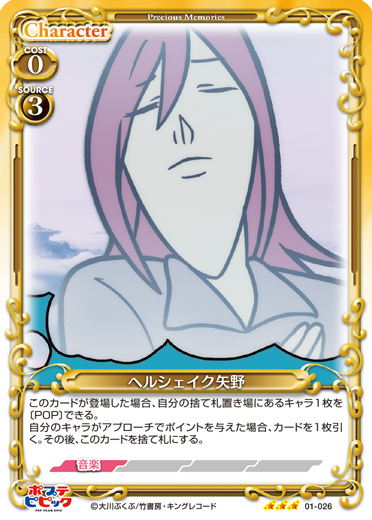 Precious Memories
Character
COST
0
SOURCE
3
ヘルシェイク矢野
このカードが登場した場合、自分の捨て札置き場にあるキャラ1枚を
[POP]できる。
自分のキャラがアプローチでポイントを与えた場合、カードを1枚引
く。その後、このカードを捨て札にする。
音楽
ポプテ
ピピック
POP TEAM EPIC
©大川ぶくぶ/竹書房・キングレコード
01-026